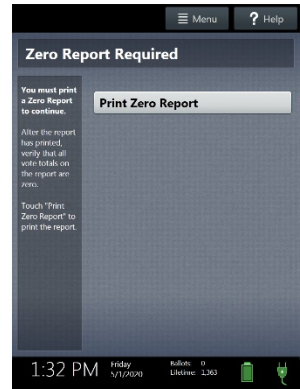 Menu
? Help
Zero Report Required
You must print
a Zero Report
to continue.
Print Zero Report
After the report
has printed,
verify that all
vote totals on
the report are
zero.
Touch "Print
Zero Report" to
print the report.
1:32 PM
Friday
5/1/2020
Ballots: 0
Lifetime: 1,363